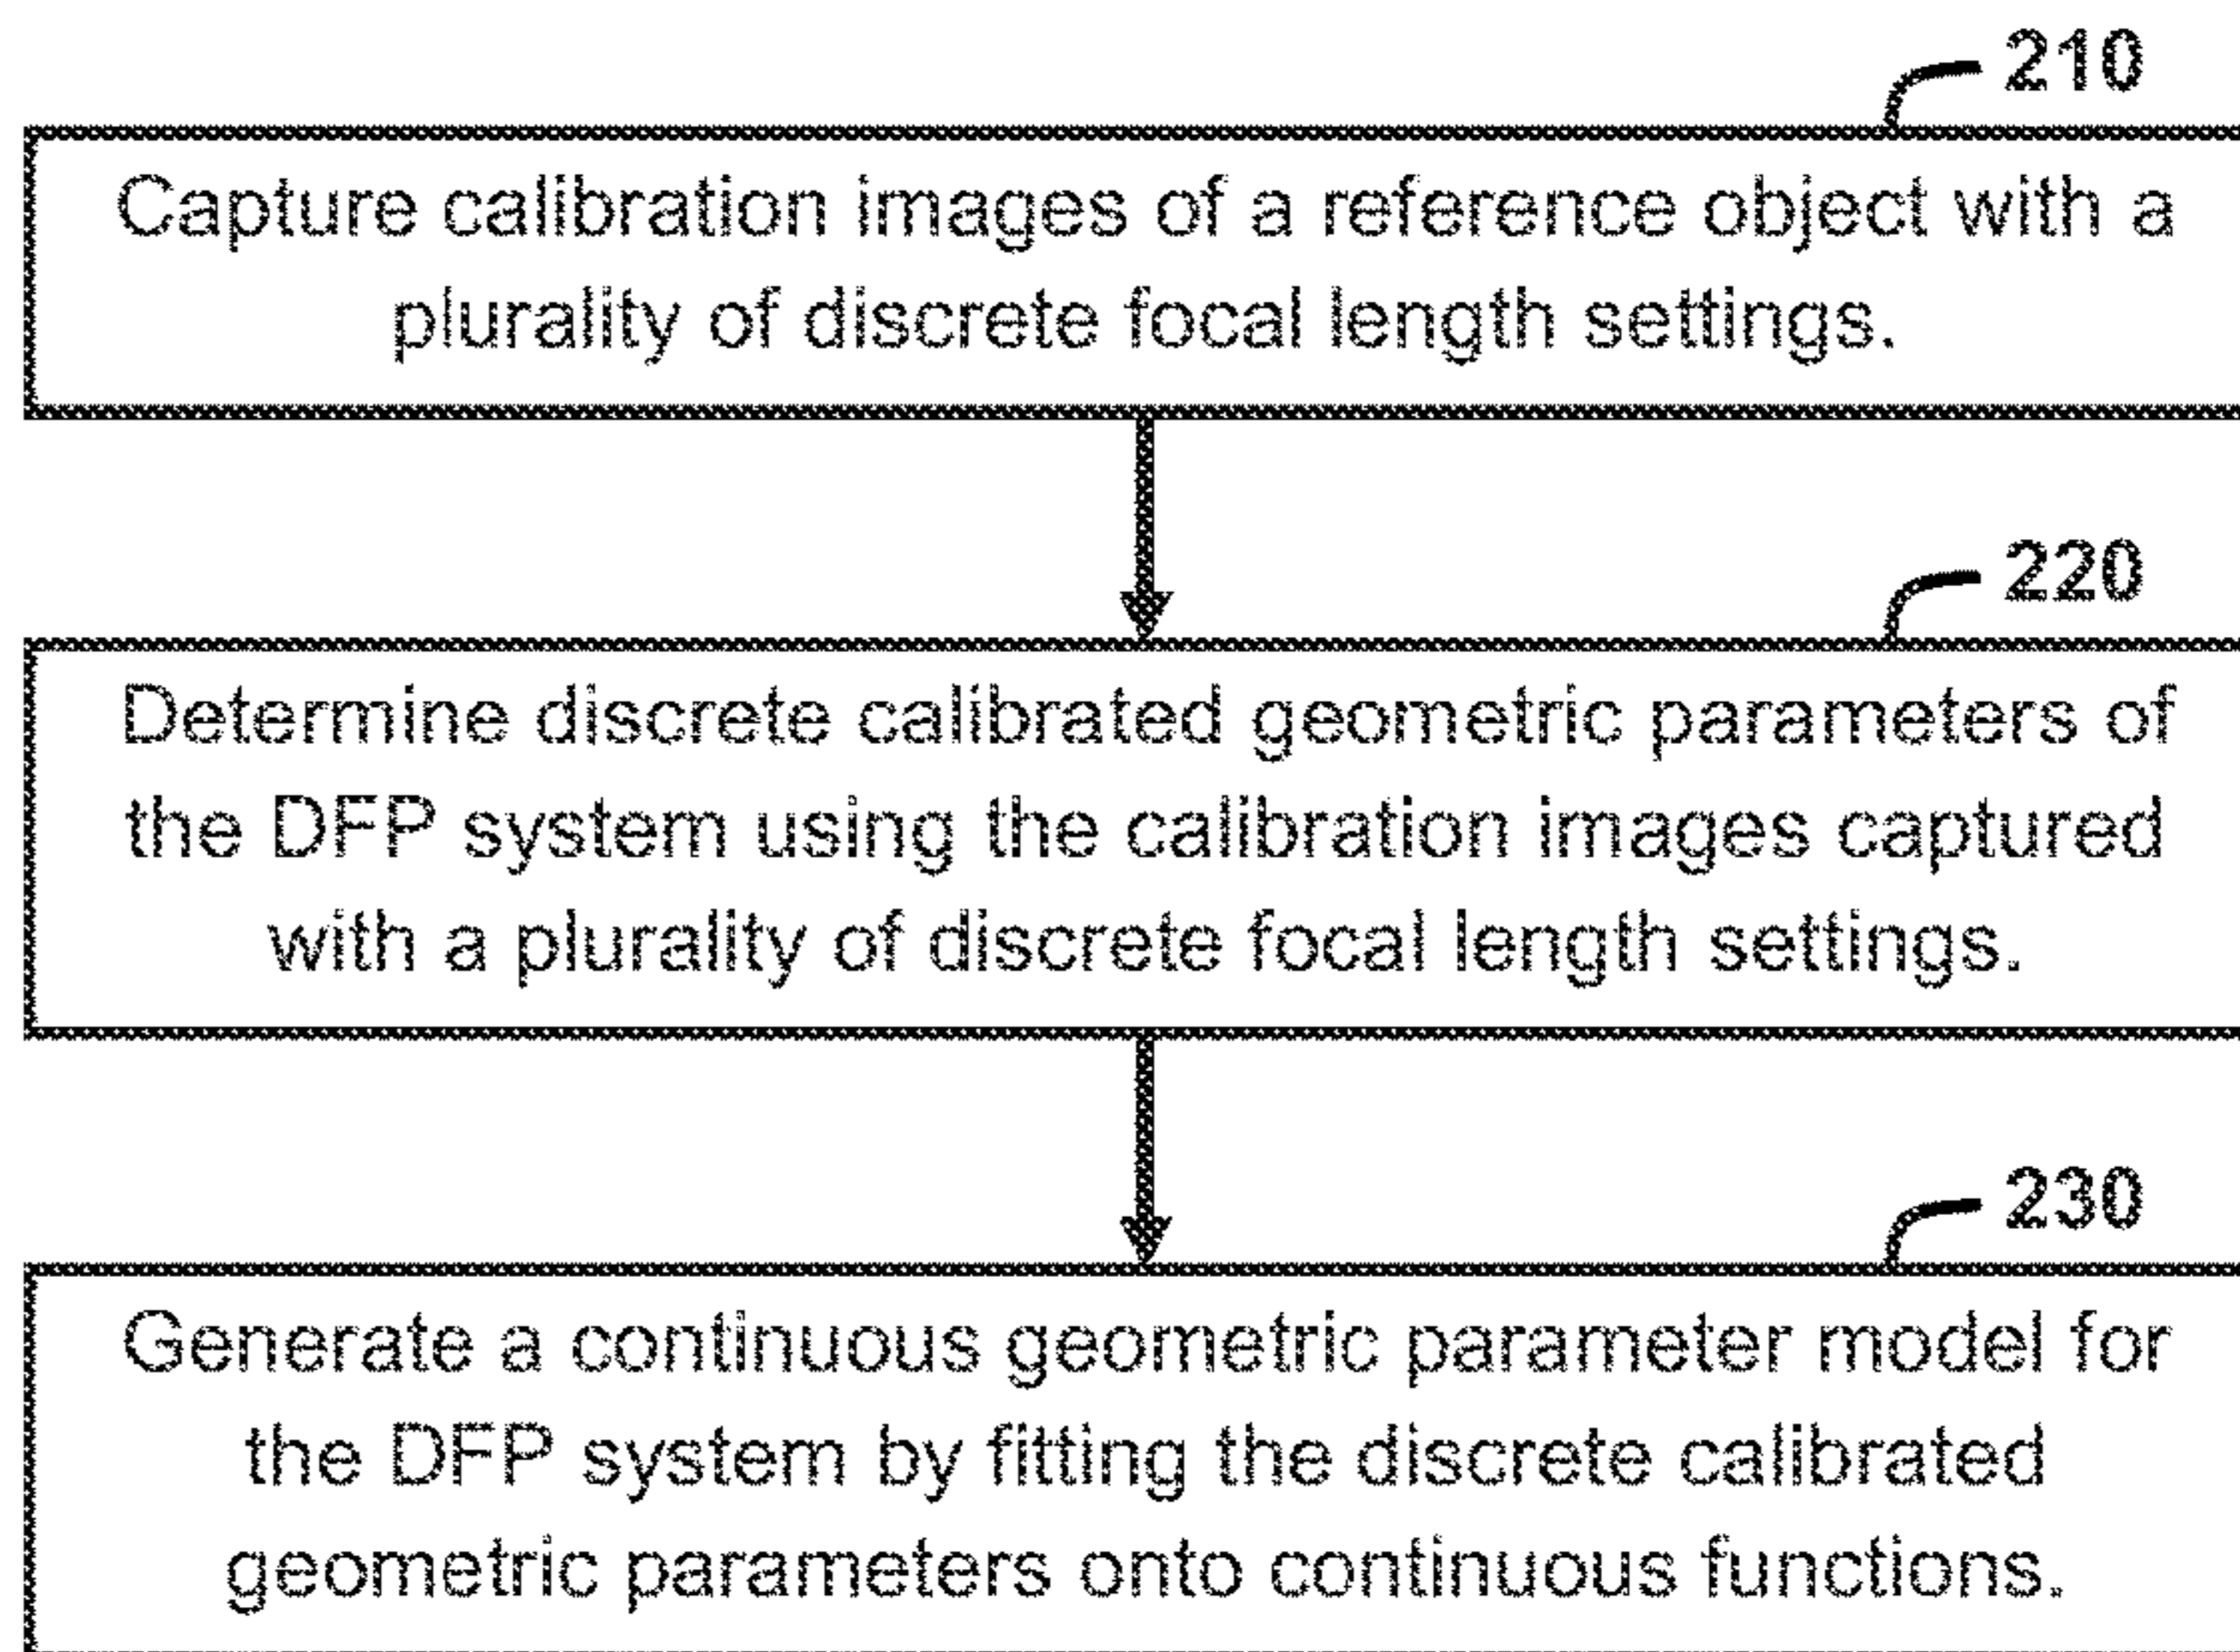 210
Capture calibration images of a reference object with a
plurality of discrete focal length settings.
220
Determine discrete calibrated geometric parameters of
the DFP system using the calibration images captured
with a plurality of discrete focal length settings.
230
Generate a continuous geometric parameter model for
the DFP system by fitting the discrete calibrated
geometric parameters onto continuous functions.